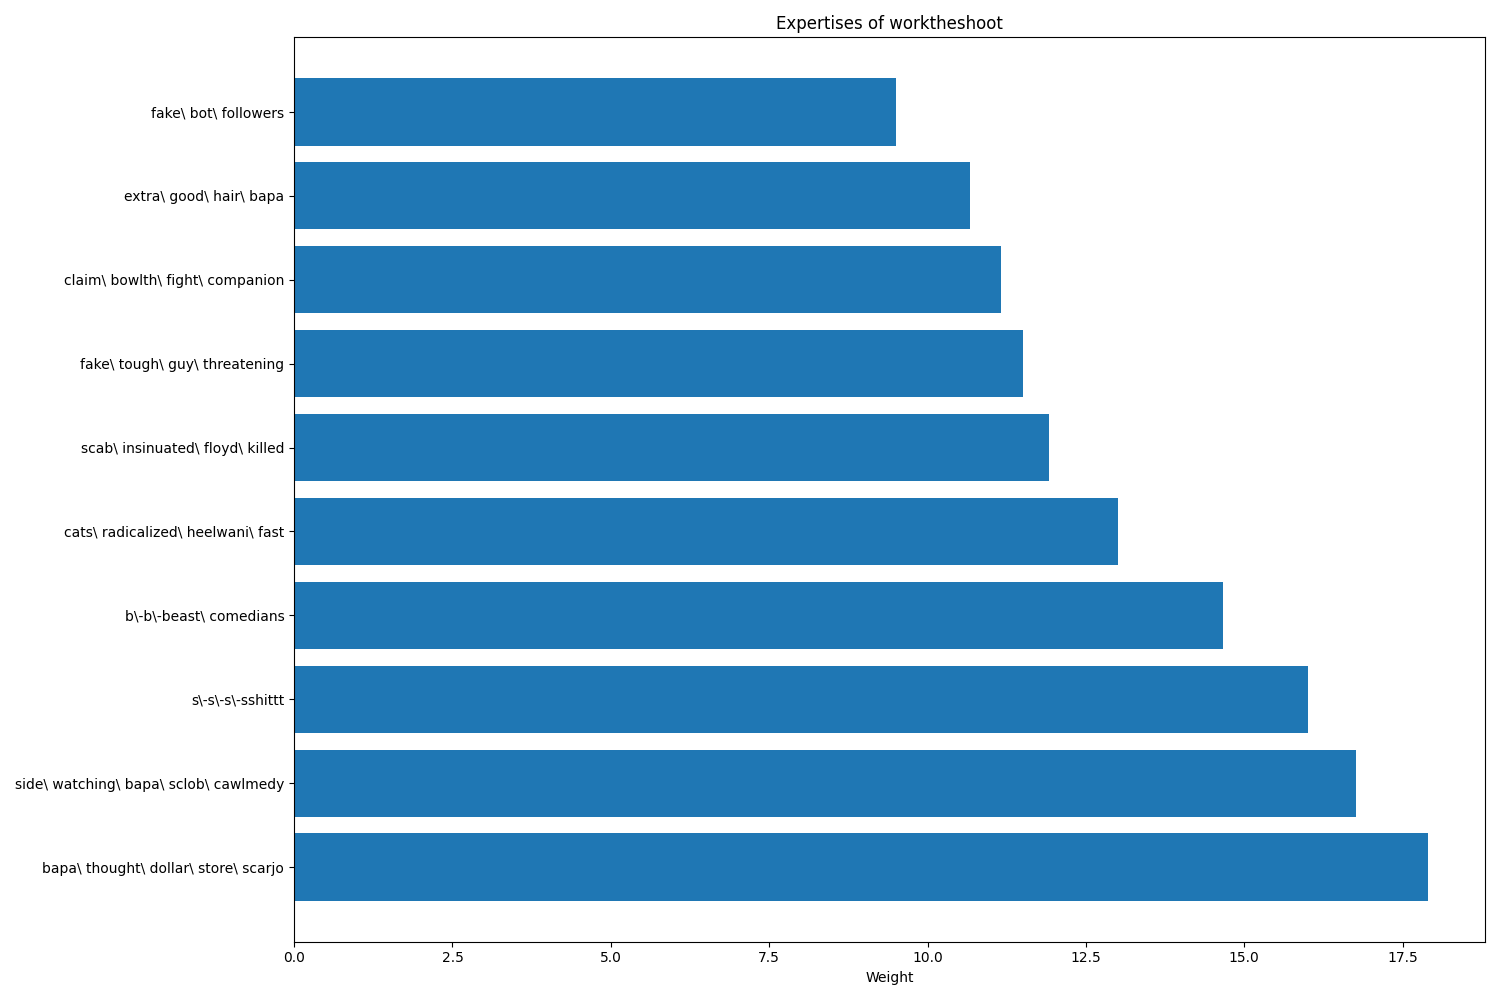 Expertises of worktheshoot
fake\ bot\ followers
extra\ good\ hair\ bapa
claim\ bowlth\ fight\ companion
fake\ tough\ guy\ threatening
scab\ insinuated\ floyd\ killed
cats\ radicalized\ heelwani\ fast
b\-b\-beast\ comedians
s\-s\-s\-sshittt
side\ watching\ bapa\ sclob\ cawlmedy
bapa\ thought\ dollar\ store\ scarjo
0.0 2.5 5.0 7.5 10.0 12.5 15.0 17.5
Weight